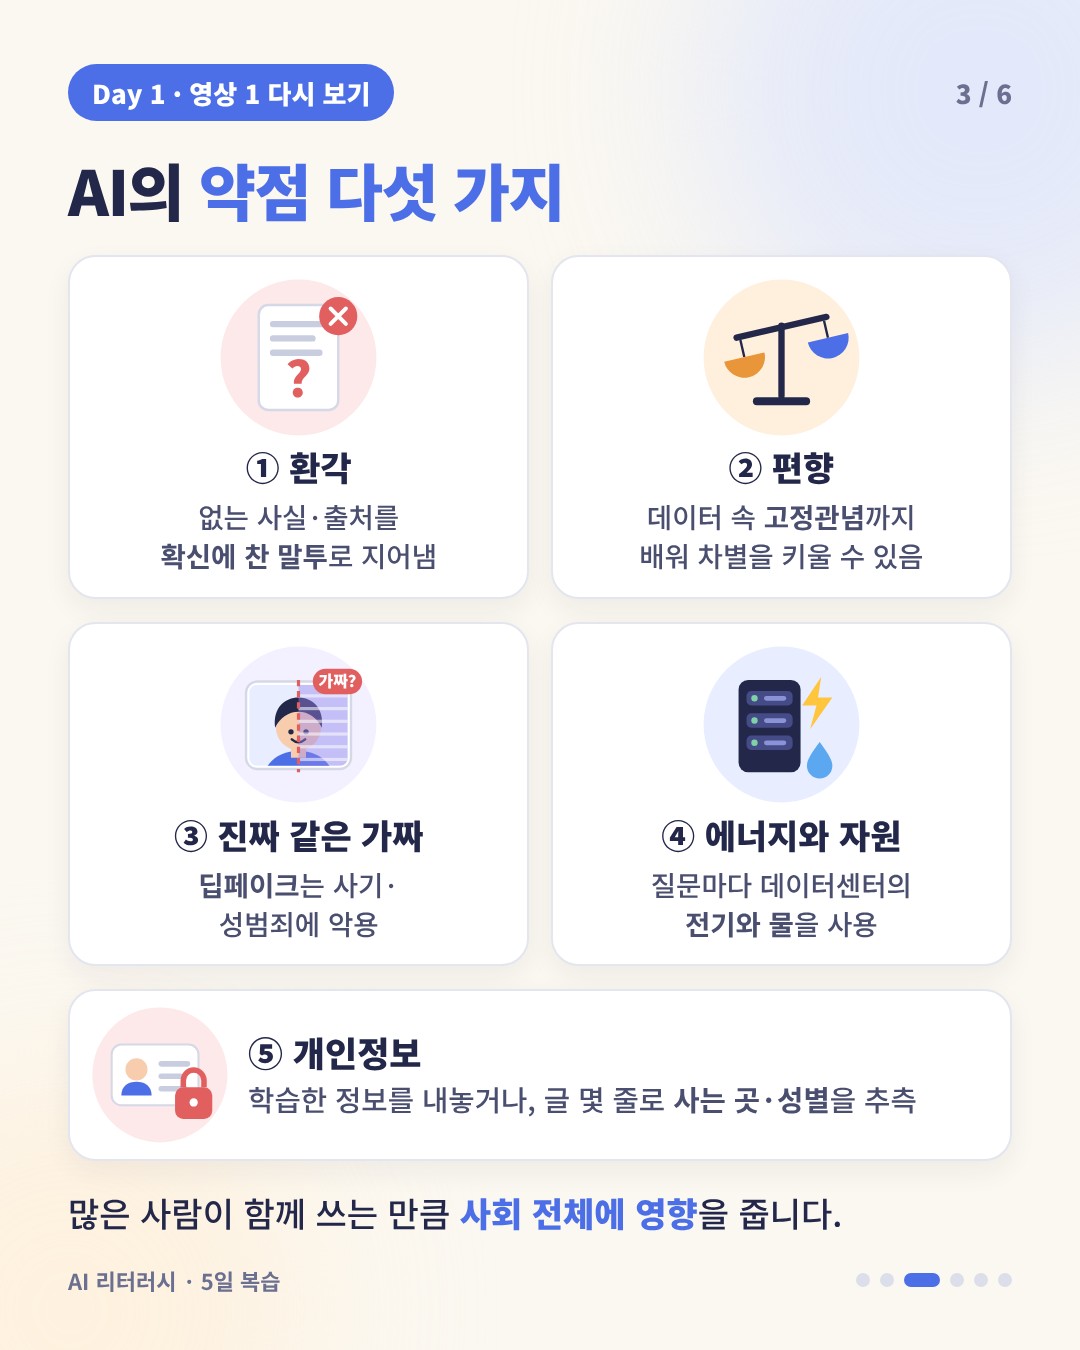 Day 1 · 영상 1 다시 보기
3 / 6
AI의 약점 다섯 가지
?
① 환각
없는 사실·출처를
확신에 찬 말투로 지어냄
② 편향
데이터 속 고정관념까지
배워 차별을 키울 수 있음
가짜?
③ 진짜 같은 가짜
딥페이크는 사기·
성범죄에 악용
④ 에너지와 자원
질문마다 데이터센터의
전기와 물을 사용
⑤ 개인정보
학습한 정보를 내놓거나, 글 몇 줄로 사는 곳·성별을 추측
많은 사람이 함께 쓰는 만큼 사회 전체에 영향을 줍니다.
AI 리터러시 · 5일 복습